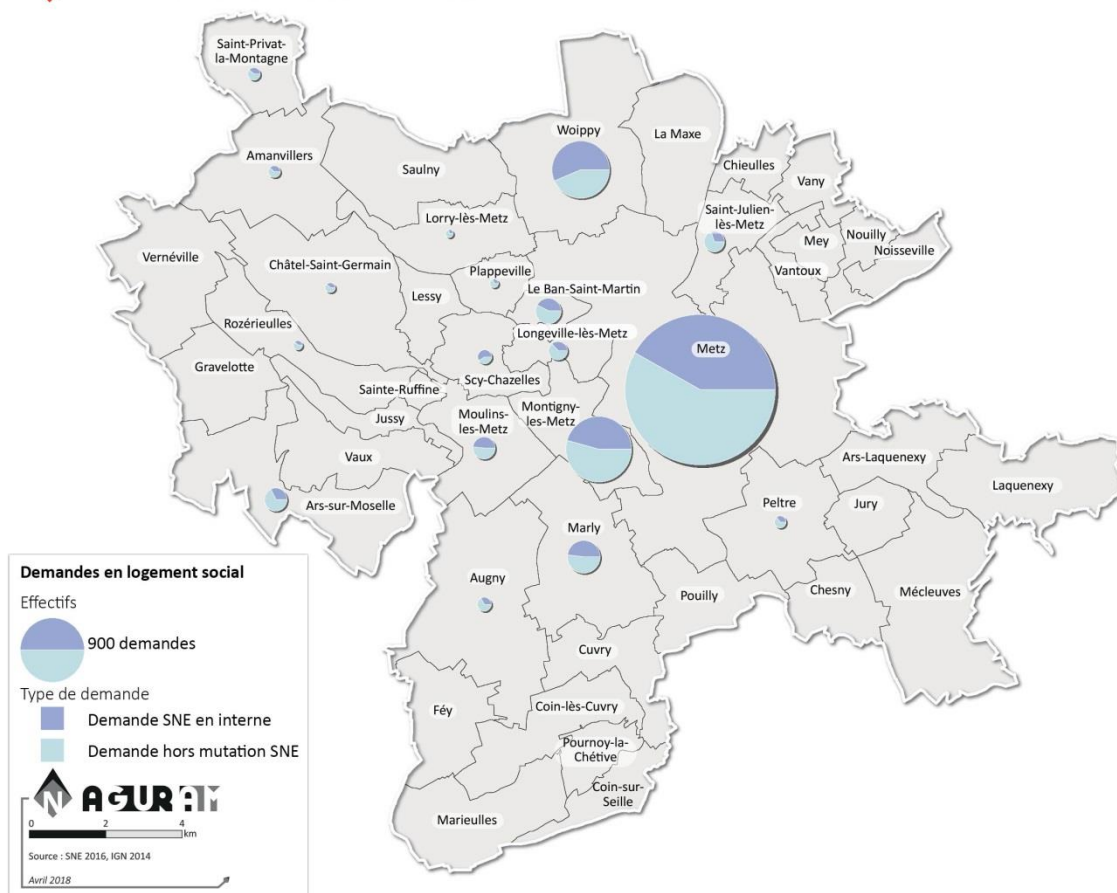 Saint-Privat-
la-Montagne
Woippy
La Maxe
Amanvillers
Saulny
Chieulles
Vany
Lorry-lès-Metz
Saint-Julien-
lès-Metz
Mey
Nouilly
Noisseville
Vernéville
Châtel-Saint-Germain
Plappeville
Vantoux
Lessy
Le Ban-Saint-Martin
Rozérieulles
Longeville-lès-Metz
Metz
Gravelotte
Scy-Chazelles
Sainte-Ruffine
Jussy
Moulins-
les-Metz
Montigny-
les-Metz
Vaux
Ars-Laquenexy
Laquenexy
Ars-sur-Moselle
Peltre
Jury
Marly
Augny
Pouilly
Chesny
Mécleuves
Cuvry
Féy
Coin-lès-Cuvry
Pournoy-la-
Chétive
Coin-sur-
Seille
Marieulles
Demandes en logement social
Effectifs
900 demandes
Type de demande
Demande SNE en interne
Demande hors mutation SNE
N AGURAM
0 2 4
km
Source : SNE 2016, IGN 2014
Avril 2018